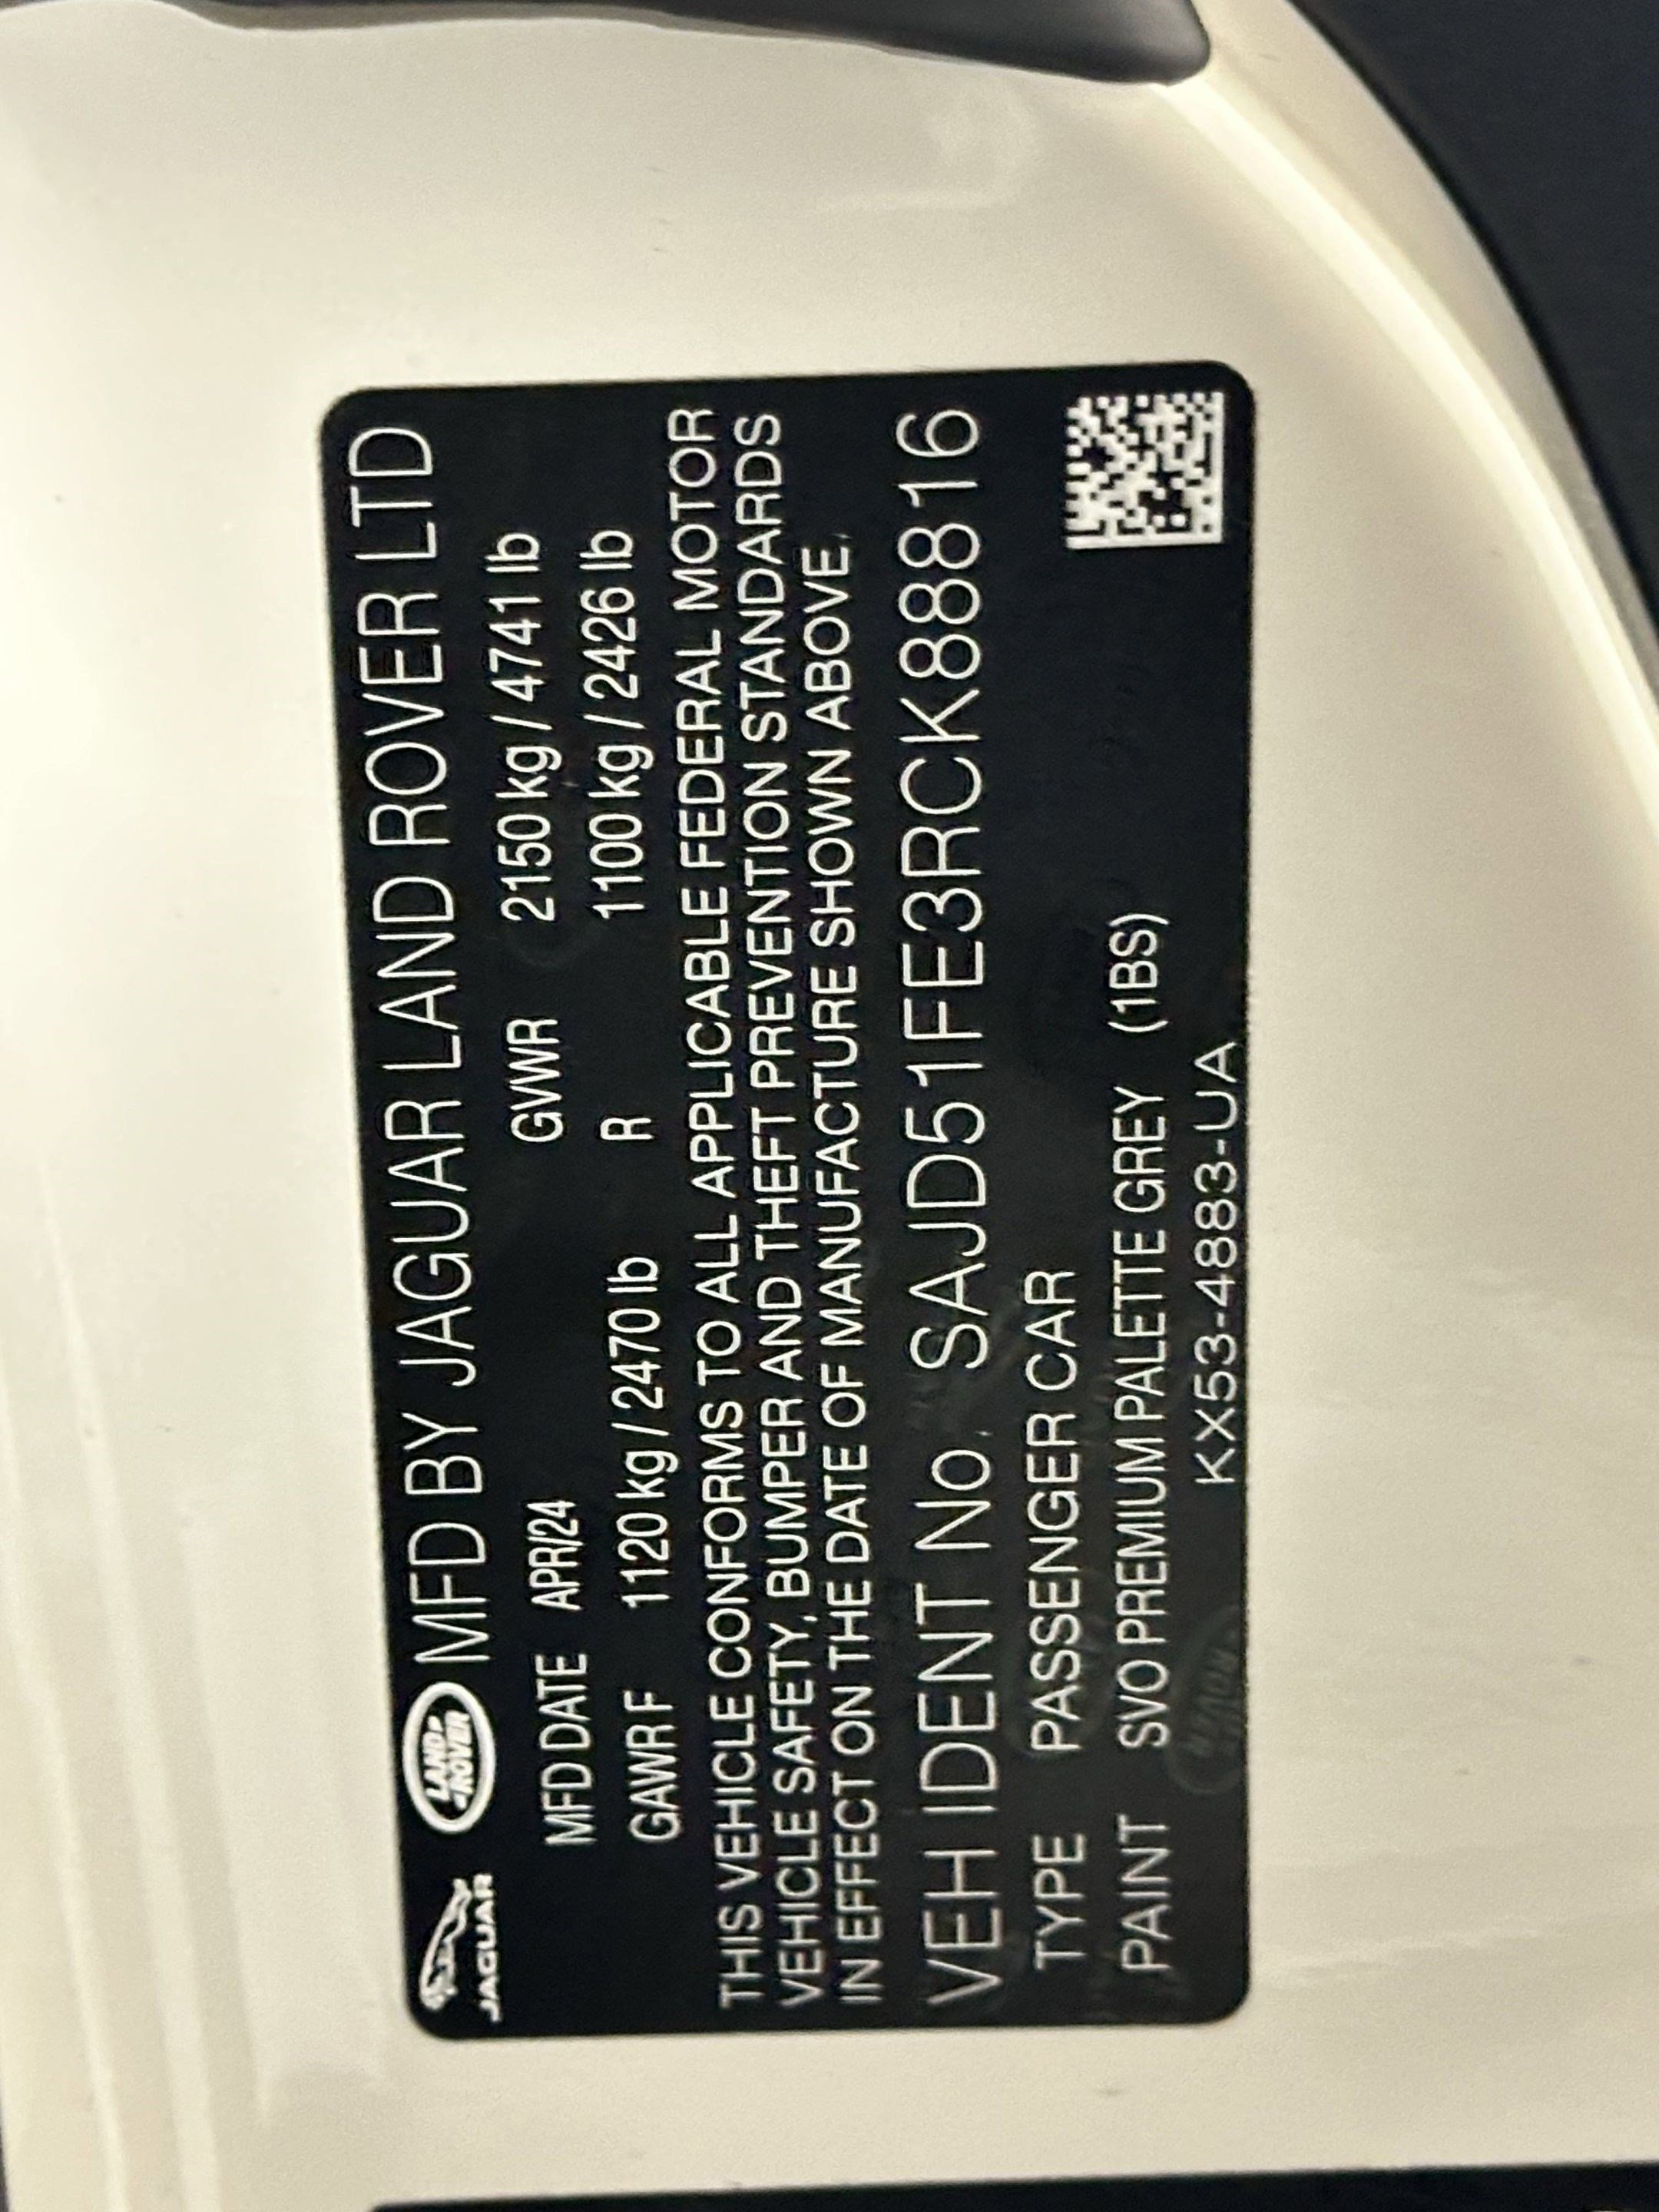 JAGUAR LAND ROVER MFD BY JAGUAR LAND ROVER LTD
MFD DATE APR/24 GVWR 2150 kg / 4741 lb
GAWR F 1120 kg / 2470 lb R 1100 kg / 2426 lb
THIS VEHICLE CONFORMS TO ALL APPLICABLE FEDERAL MOTOR
VEHICLE SAFETY, BUMPER AND THEFT PREVENTION STANDARDS
IN EFFECT ON THE DATE OF MANUFACTURE SHOWN ABOVE.
VEH IDENT No. SAJD51FE3RCK88816
TYPE PASSENGER CAR
PAINT SVO PREMIUM PALETTE GREY (1BS)
KX53-4883-UA